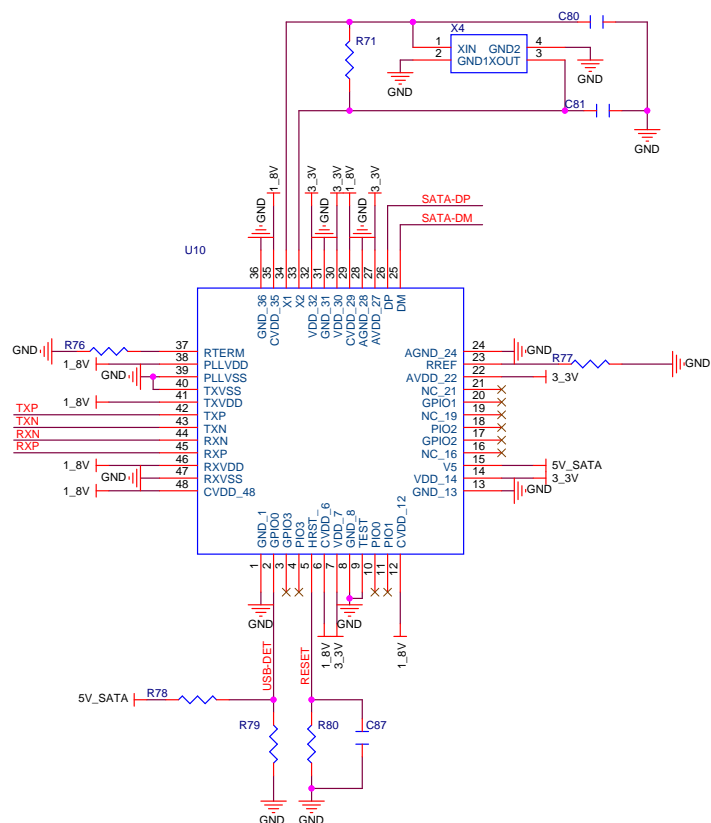 C80
R71
X4
1 XIN GND2 4
2 GND1XOUT 3
GND
GND
C81
GND
1_8V
3_3V
3_3V
1_8V
3_3V
GND
GND
GND
SATA-DP
SATA-DM
U10
36 35 34 33 32 31 30 29 28 27 26 25
GND_36
CVDD_35
X1
X2
VDD_32
GND_31
VDD_30
CVDD_29
AGND_28
AVDD_27
DP
DM
GND R76 37 RTERM
1_8V 38 PLLVDD
GND 39 PLLVSS
40 TXVSS
1_8V 41 TXVDD
TXP 42 TXP
TXN 43 TXN
RXN 44 RXN
RXP 45 RXP
1_8V 46 RXVDD
GND 47 RXVSS
1_8V 48 CVDD_48
AGND_24 24 GND
RREF 23 R77 GND
AVDD_22 22 3_3V
NC_21 21
GPIO1 20
NC_19 19
PIO2 18
GPIO2 17
NC_16 16
V5 15 5V_SATA
VDD_14 14 3_3V
GND_13 13 GND
GND_1
GPIO0
GPIO3
PIO3
HRST
CVDD_6
VDD_7
GND_8
TEST
PIO0
PIO1
CVDD_12
1 2 3 4 5 6 7 8 9 10 11 12
GND
GND
USB-DET
RESET
1_8V
3_3V
1_8V
5V_SATA R78
R79
R80
C87
GND
GND